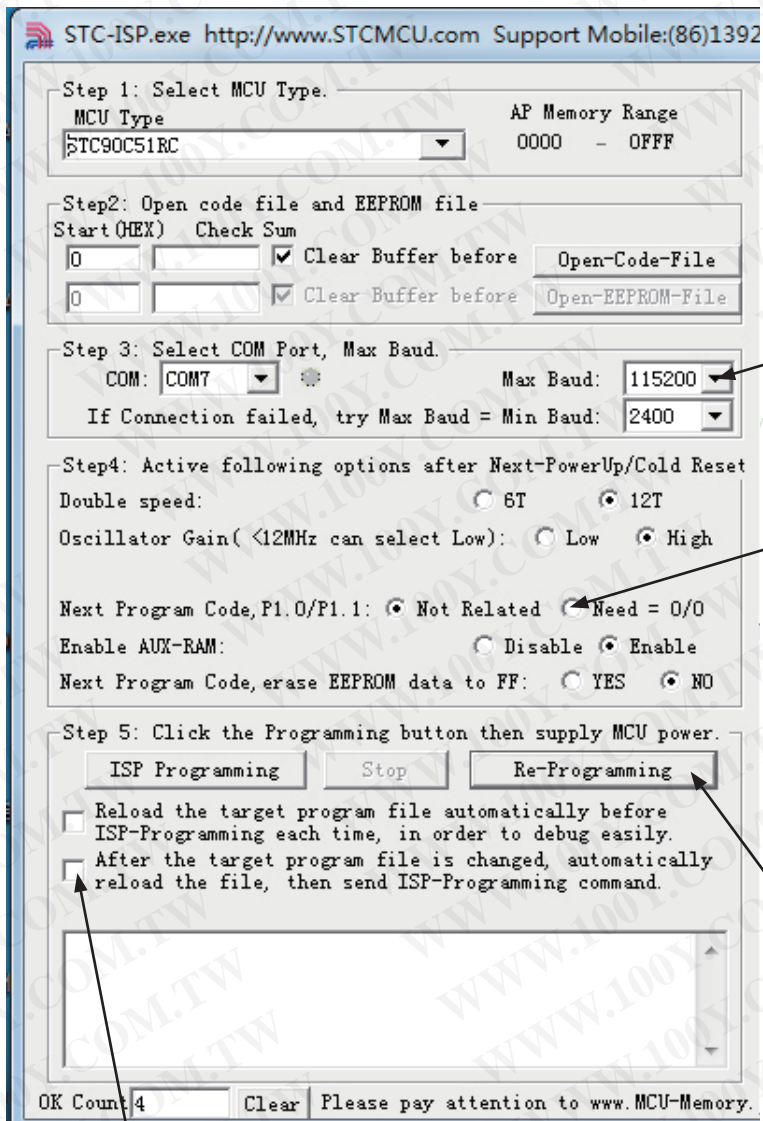 STC-ISP.exe http://www.STCMCU.com Support Mobile:(86)1392
Step 1: Select MCU Type.
MCU Type
AP Memory Range
STC90C51RC
0000 - 0FFF
Step2: Open code file and EEPROM file
Start(HEX) Check Sum
0 Clear Buffer before Open-Code-File
0 Clear Buffer before Open-EEPROM-File
Step 3: Select COM Port, Max Baud.
COM: COM7 Max Baud: 115200
If Connection failed, try Max Baud = Min Baud: 2400
Step4: Active following options after Next-PowerUp/Cold Reset
Double speed: 6T 12T
Oscillator Gain( <12MHz can select Low): Low High
Next Program Code,P1.0/P1.1: Not Related Need = 0/0
Enable AUX-RAM: Disable Enable
Next Program Code,erase EEPROM data to FF: YES NO
Step 5: Click the Programming button then supply MCU power.
ISP Programming Stop Re-Programming
Reload the target program file automatically before
ISP-Programming each time, in order to debug easily.
After the target program file is changed, automatically
reload the file, then send ISP-Programming command.
OK Count 4 Clear Please pay attention to www.MCU-Memory.
WWW.100Y.COM.TW